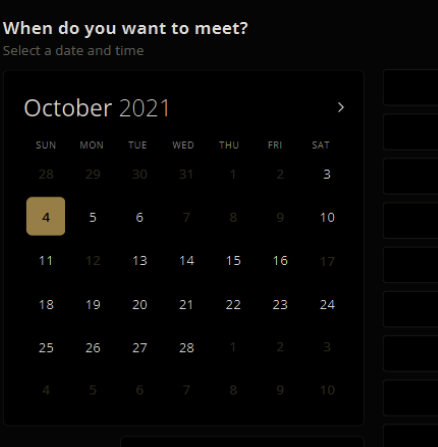 When do you want to meet?
Select a date and time
October 2021
SUN MON TUE WED THU FRI SAT
28 29 30 31 1 2 3
4 5 6 7 8 9 10
11 12 13 14 15 16 17
18 19 20 21 22 23 24
25 26 27 28 1 2 3
4 5 6 7 8 9 10